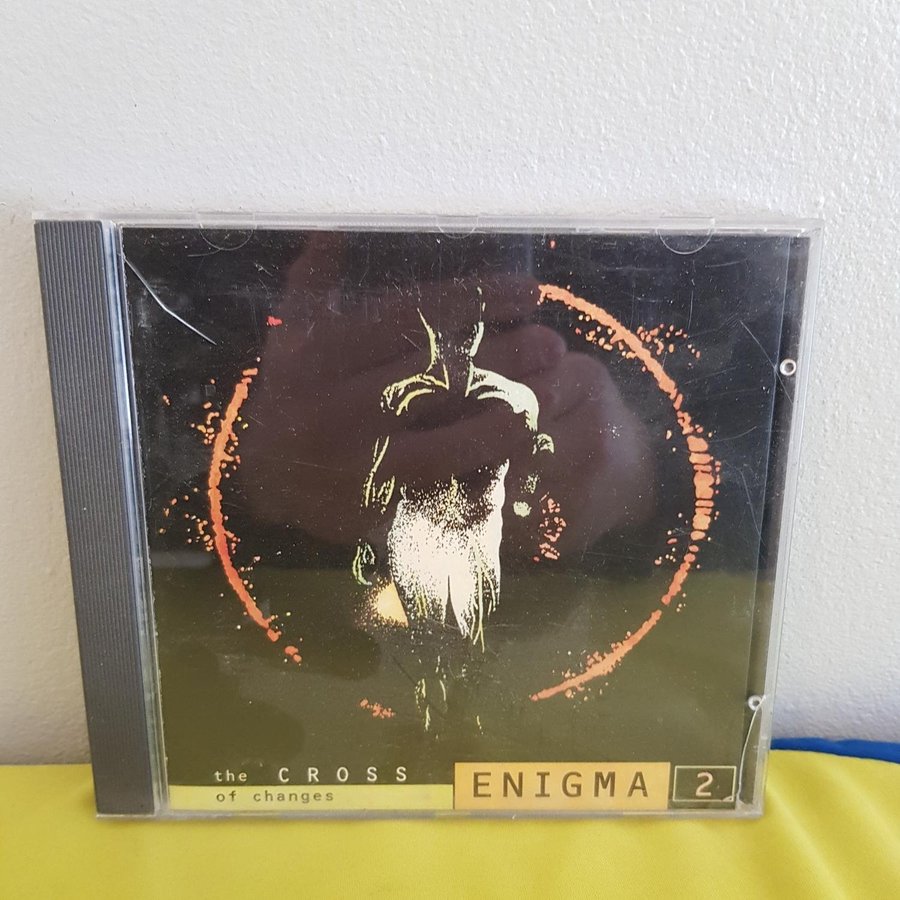 the CROSS
of changes
ENIGMA 2